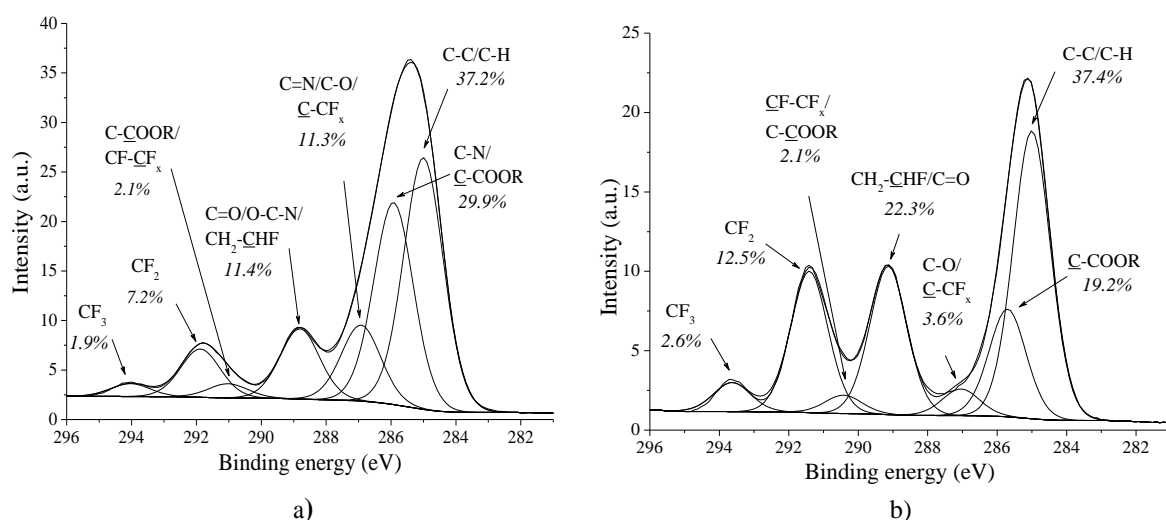 40
35
30
25
20
15
10
5
0
Intensity (a.u.)
C-C/C-H
37.2%
C=N/C-O/
C-CFx
11.3%
C-COOR/
CF-CFx
2.1%
C-N/
C-COOR
29.9%
C=O/O-C-N/
CH2-CHF
11.4%
CF2
7.2%
CF3
1.9%
296 294 292 290 288 286 284 282
Binding energy (eV)
a)
25
20
15
10
5
0
Intensity (a.u.)
C-C/C-H
37.4%
CF-CFx/
C-COOR
2.1%
CH2-CHF/C=O
22.3%
CF2
12.5%
C-COOR
19.2%
C-O/
C-CFx
3.6%
CF3
2.6%
296 294 292 290 288 286 284 282
Binding energy (eV)
b)